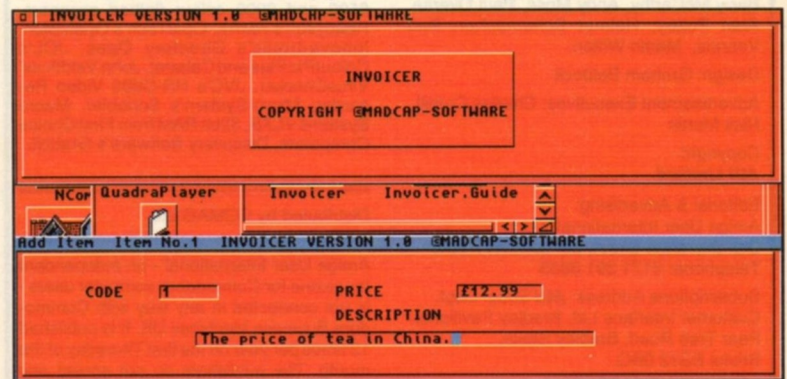 INVOICER VERSION 1.0 ©MADCAP-SOFTWARE
INVOICER
COPYRIGHT ©MADCAP-SOFTWARE
QuadraPlayer Invoicer Invoicer.Guide
Add Item Item No.1 INVOICER VERSION 1.0 ©MADCAP-SOFTWARE
CODE 1 PRICE £12.99
DESCRIPTION
The price of tea in China.